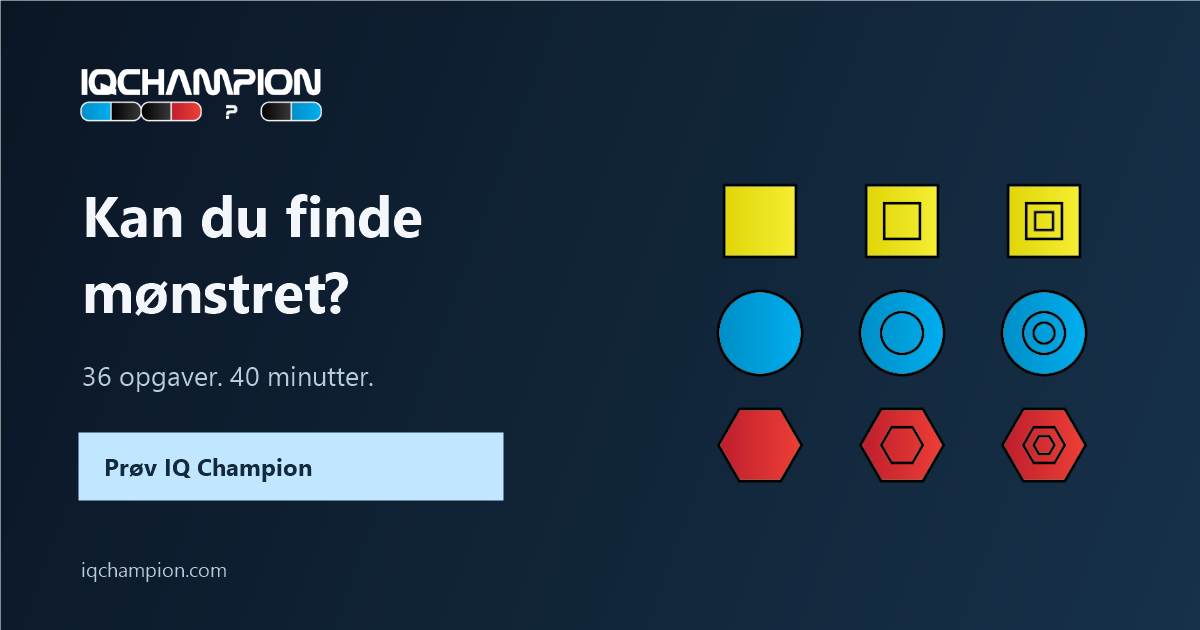 IQCHAMPION
?
Kan du finde
mønstret?
36 opgaver. 40 minutter.
Prøv IQ Champion
iqchampion.com